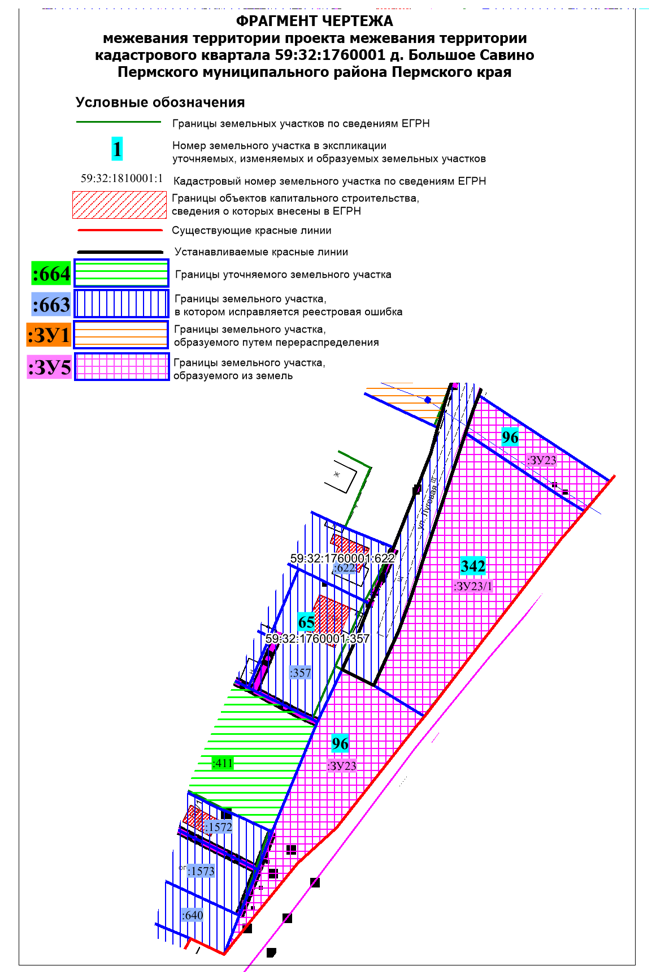 ФРАГМЕНТ ЧЕРТЕЖА
межевания территории проекта межевания территории
кадастрового квартала 59:32:1760001 д. Большое Савино
Пермского муниципального района Пермского края
Условные обозначения
Границы земельных участков по сведениям ЕГРН
1
Номер земельного участка в экспликации
уточняемых, изменяемых и образуемых земельных участков
59:32:1810001:1
Кадастровый номер земельного участка по сведениям ЕГРН
Границы объектов капитального строительства,
сведения о которых внесены в ЕГРН
Существующие красные линии
Устанавливаемые красные линии
:664
Границы уточняемого земельного участка
:663
Границы земельного участка,
в котором исправляется реестровая ошибка
:ЗУ1
Границы земельного участка,
образуемого путем перераспределения
:ЗУ5
Границы земельного участка,
образуемого из земель
96
:ЗУ23
ул. Луговая
59:32:1760001:622
:622
342
:ЗУ23/1
65
59:32:1760001:357
:357
96
:ЗУ23
:411
:1572
:1573
:640